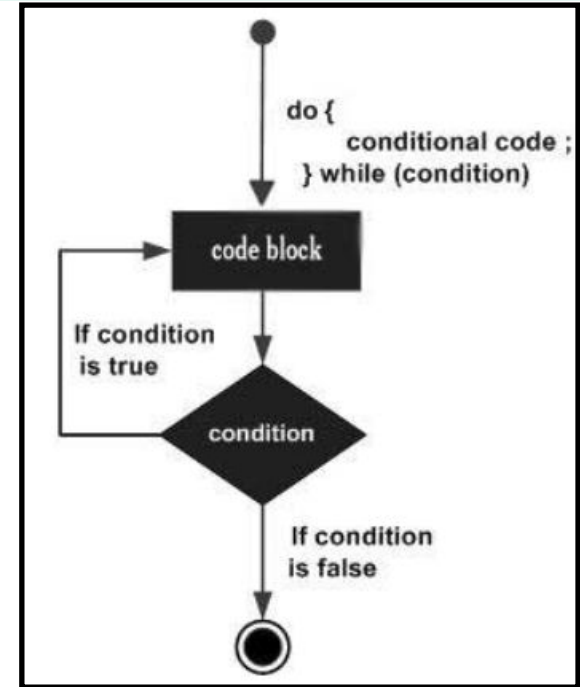 do {
conditional code ;
} while (condition)
code block
If condition
is true
condition
If condition
is false